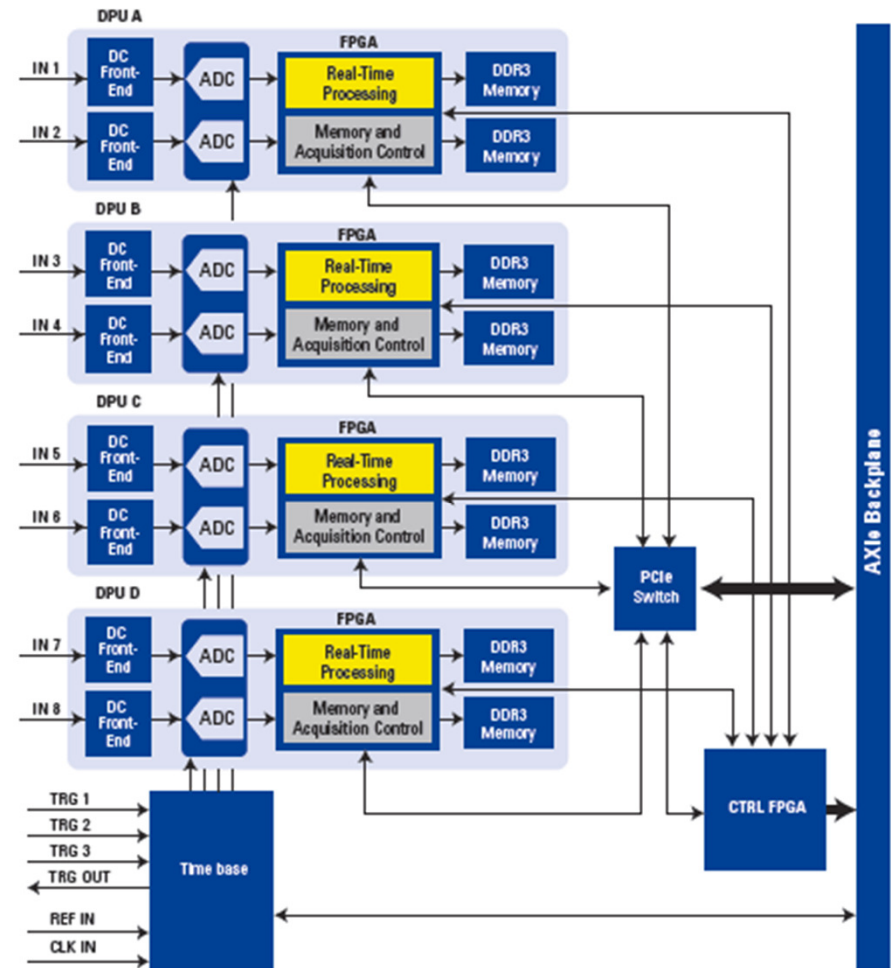 DPU A
FPGA
IN 1
DC
Front-
End
ADC
Real-Time
Processing
DDR3
Memory
IN 2
DC
Front-
End
ADC
Memory and
Acquisition Control
DDR3
Memory
DPU B
FPGA
IN 3
DC
Front-
End
ADC
Real-Time
Processing
DDR3
Memory
IN 4
DC
Front-
End
ADC
Memory and
Acquisition Control
DDR3
Memory
DPU C
FPGA
IN 5
DC
Front-
End
ADC
Real-Time
Processing
DDR3
Memory
IN 6
DC
Front-
End
ADC
Memory and
Acquisition Control
DDR3
Memory
DPU D
FPGA
IN 7
DC
Front-
End
ADC
Real-Time
Processing
DDR3
Memory
IN 8
DC
Front-
End
ADC
Memory and
Acquisition Control
DDR3
Memory
PCIe
Switch
CTRL FPGA
AXIe Backplane
TRG 1
TRG 2
TRG 3
TRG OUT
REF IN
CLK IN
Time base